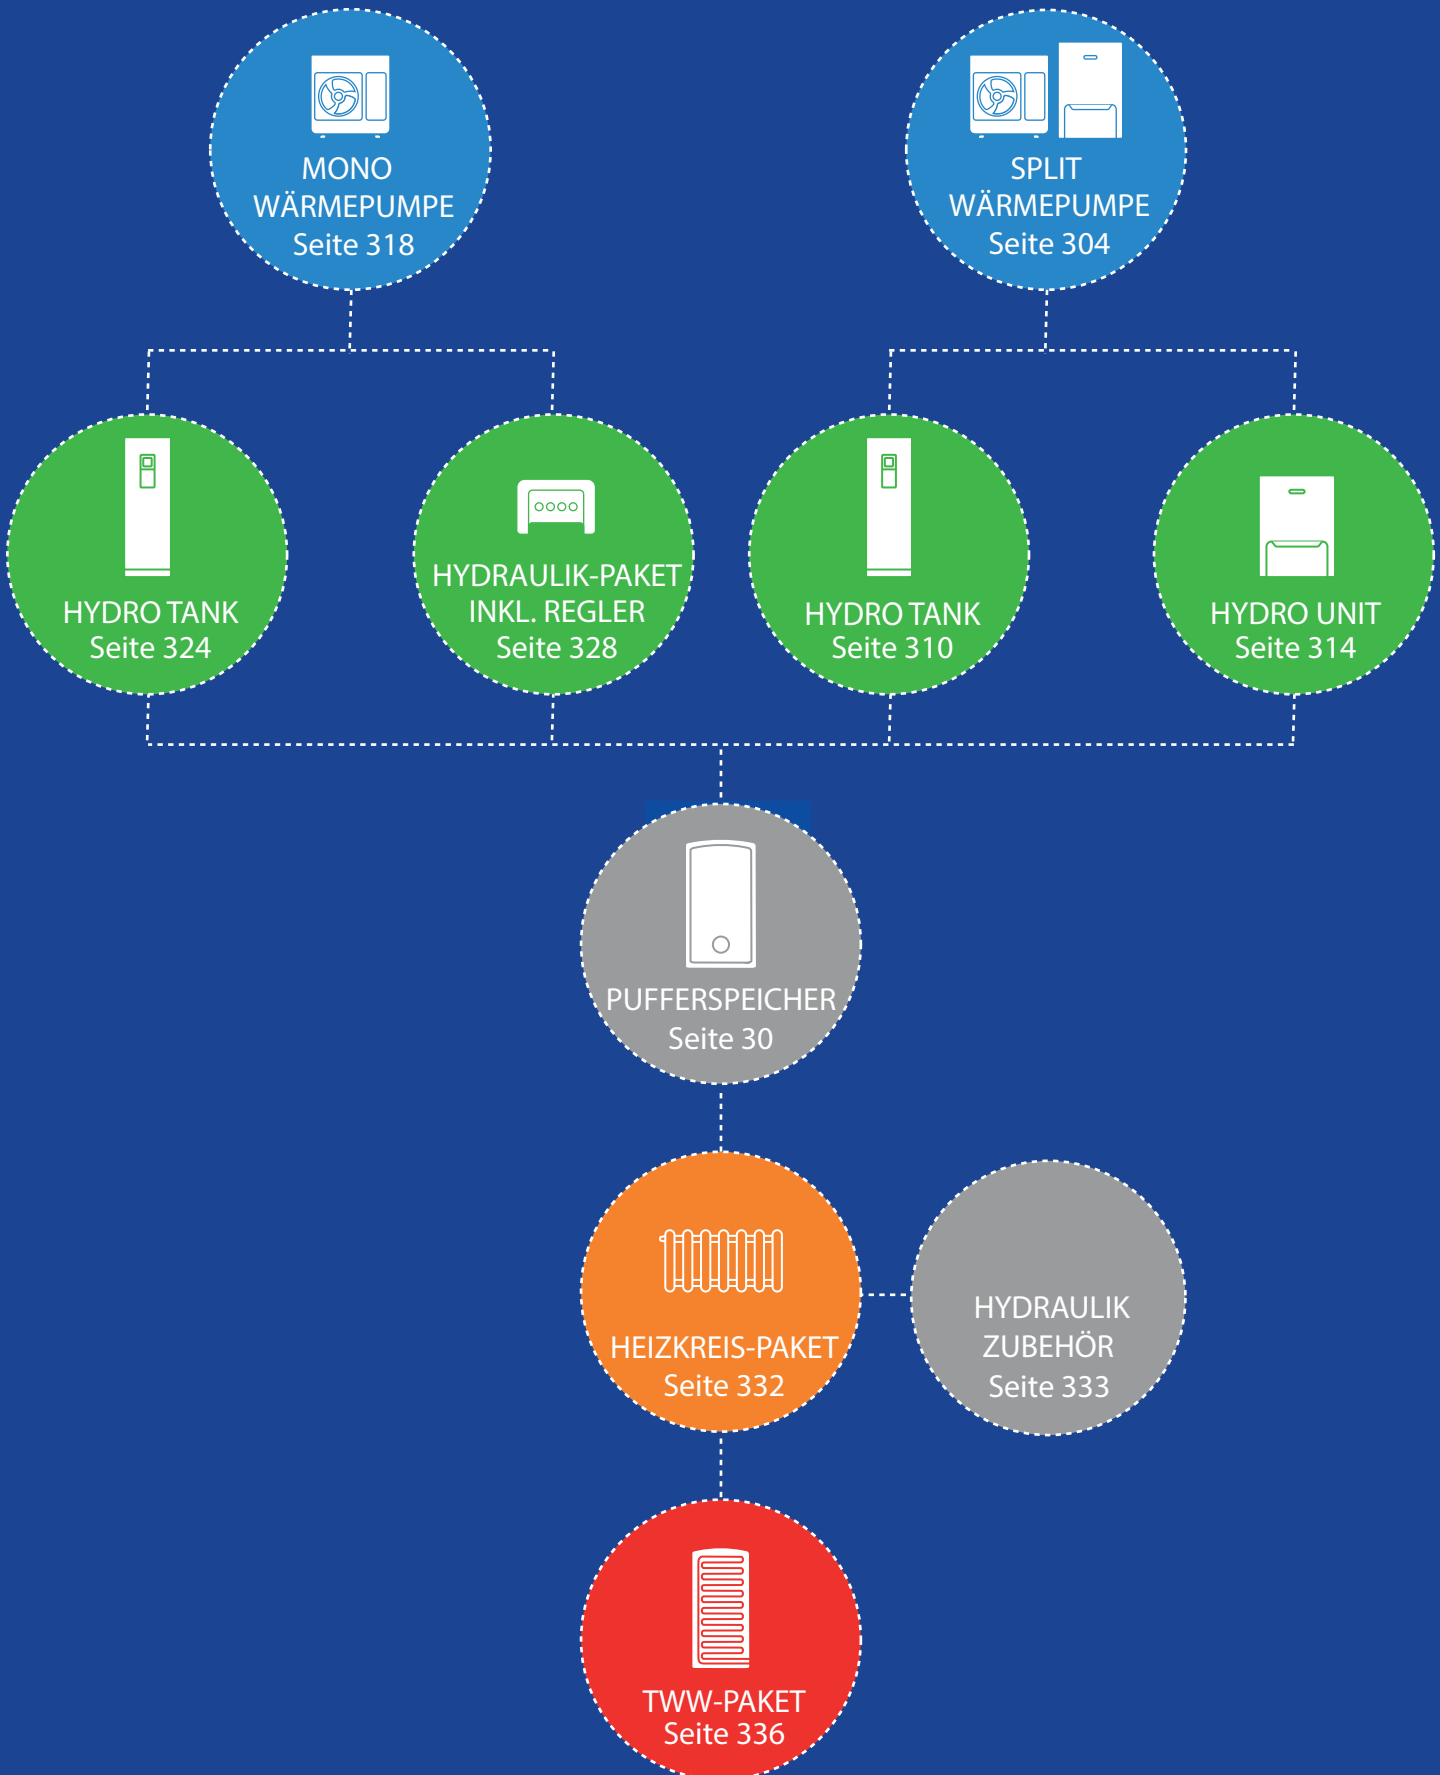 MONO
WÄRMEPUMPE
Seite 318
SPLIT
WÄRMEPUMPE
Seite 304
HYDRO TANK
Seite 324
HYDRAULIK-PAKET
INKL. REGLER
Seite 328
HYDRO TANK
Seite 310
HYDRO UNIT
Seite 314
PUFFERSPEICHER
Seite 30
HEIZKREIS-PAKET
Seite 332
HYDRAULIK
ZUBEHÖR
Seite 333
TWW-PAKET
Seite 336